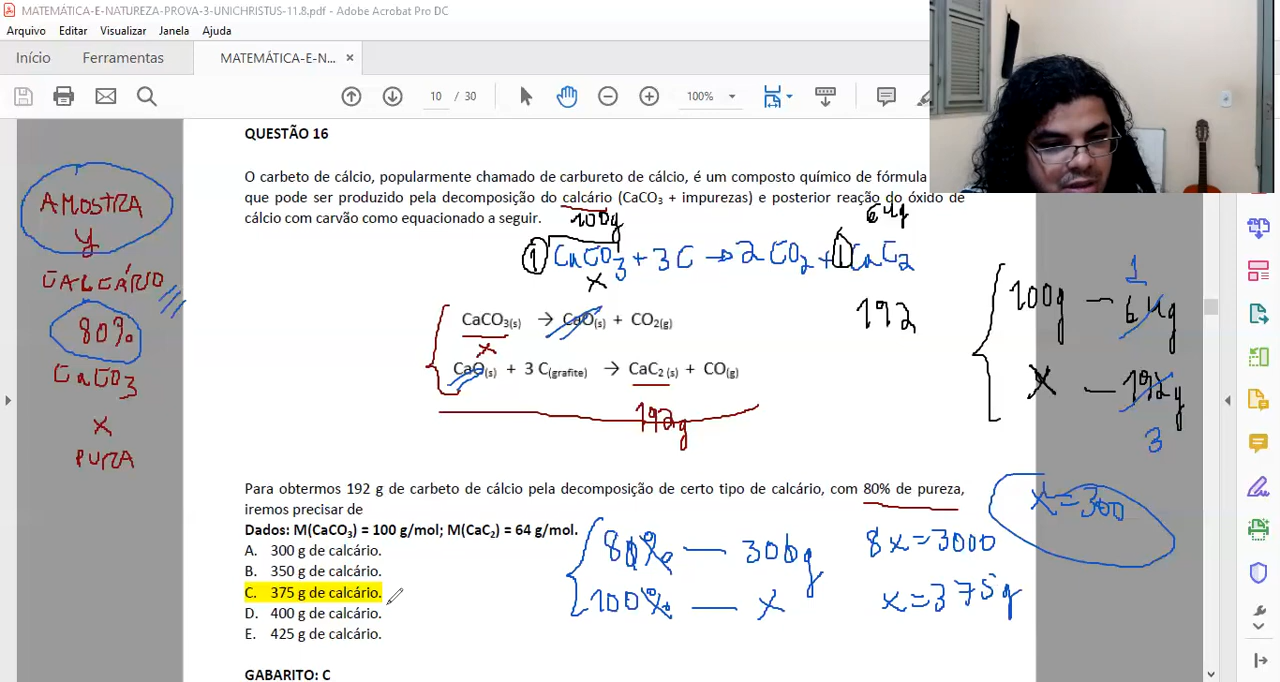 MATEMÁTICA-E-NATUREZA-PROVA-3-UNICHRISTUS-11.8.pdf - Adobe Acrobat Pro DC
Arquivo Editar Visualizar Janela Ajuda
Início Ferramentas MATEMÁTICA-E-N... ×
10 / 30 100%
QUESTÃO 16
O carbeto de cálcio, popularmente chamado de carbureto de cálcio, é um composto químico de fórmula
que pode ser produzido pela decomposição do calcário (CaCO3 + impurezas) e posterior reação do óxido de
cálcio com carvão como equacionado a seguir.
100g 64g
1 CaCO3 + 3 C → 2 CO2 + 1 CaC2
X 192
CaCO3(s) → CaO(s) + CO2(g)
X
CaO(s) + 3 C(grafite) → CaC2 (s) + CO(g)
192g
AMOSTRA
Y
CALCÁRIO
80%
CaCO3
X
PURA
1
100g — 64g
X — 192g
3
x=300
Para obtermos 192 g de carbeto de cálcio pela decomposição de certo tipo de calcário, com 80% de pureza,
iremos precisar de
Dados: M(CaCO3) = 100 g/mol; M(CaC2) = 64 g/mol.
A. 300 g de calcário.
B. 350 g de calcário.
C. 375 g de calcário.
D. 400 g de calcário.
E. 425 g de calcário.
80% — 300g
100% — x
8x=3000
x=375g
GABARITO: C